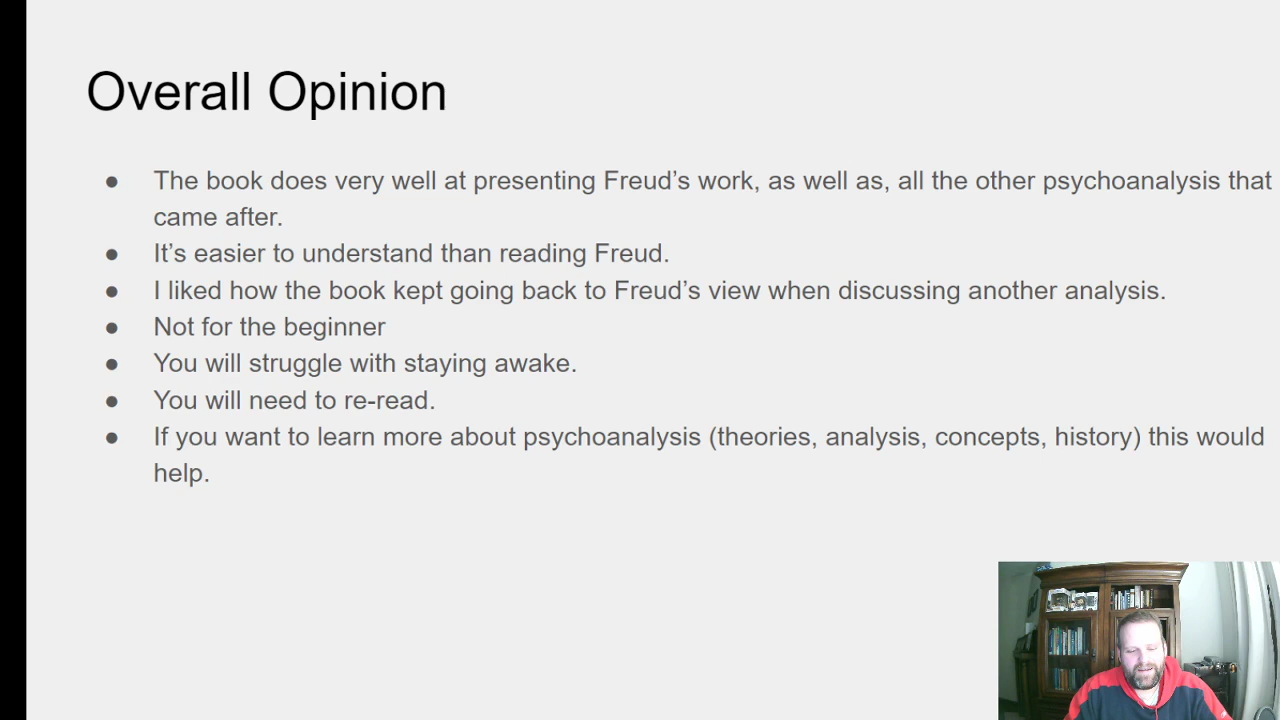 Overall Opinion
● The book does very well at presenting Freud’s work, as well as, all the other psychoanalysis that
came after.
● It’s easier to understand than reading Freud.
● I liked how the book kept going back to Freud’s view when discussing another analysis.
● Not for the beginner
● You will struggle with staying awake.
● You will need to re-read.
● If you want to learn more about psychoanalysis (theories, analysis, concepts, history) this would
help.